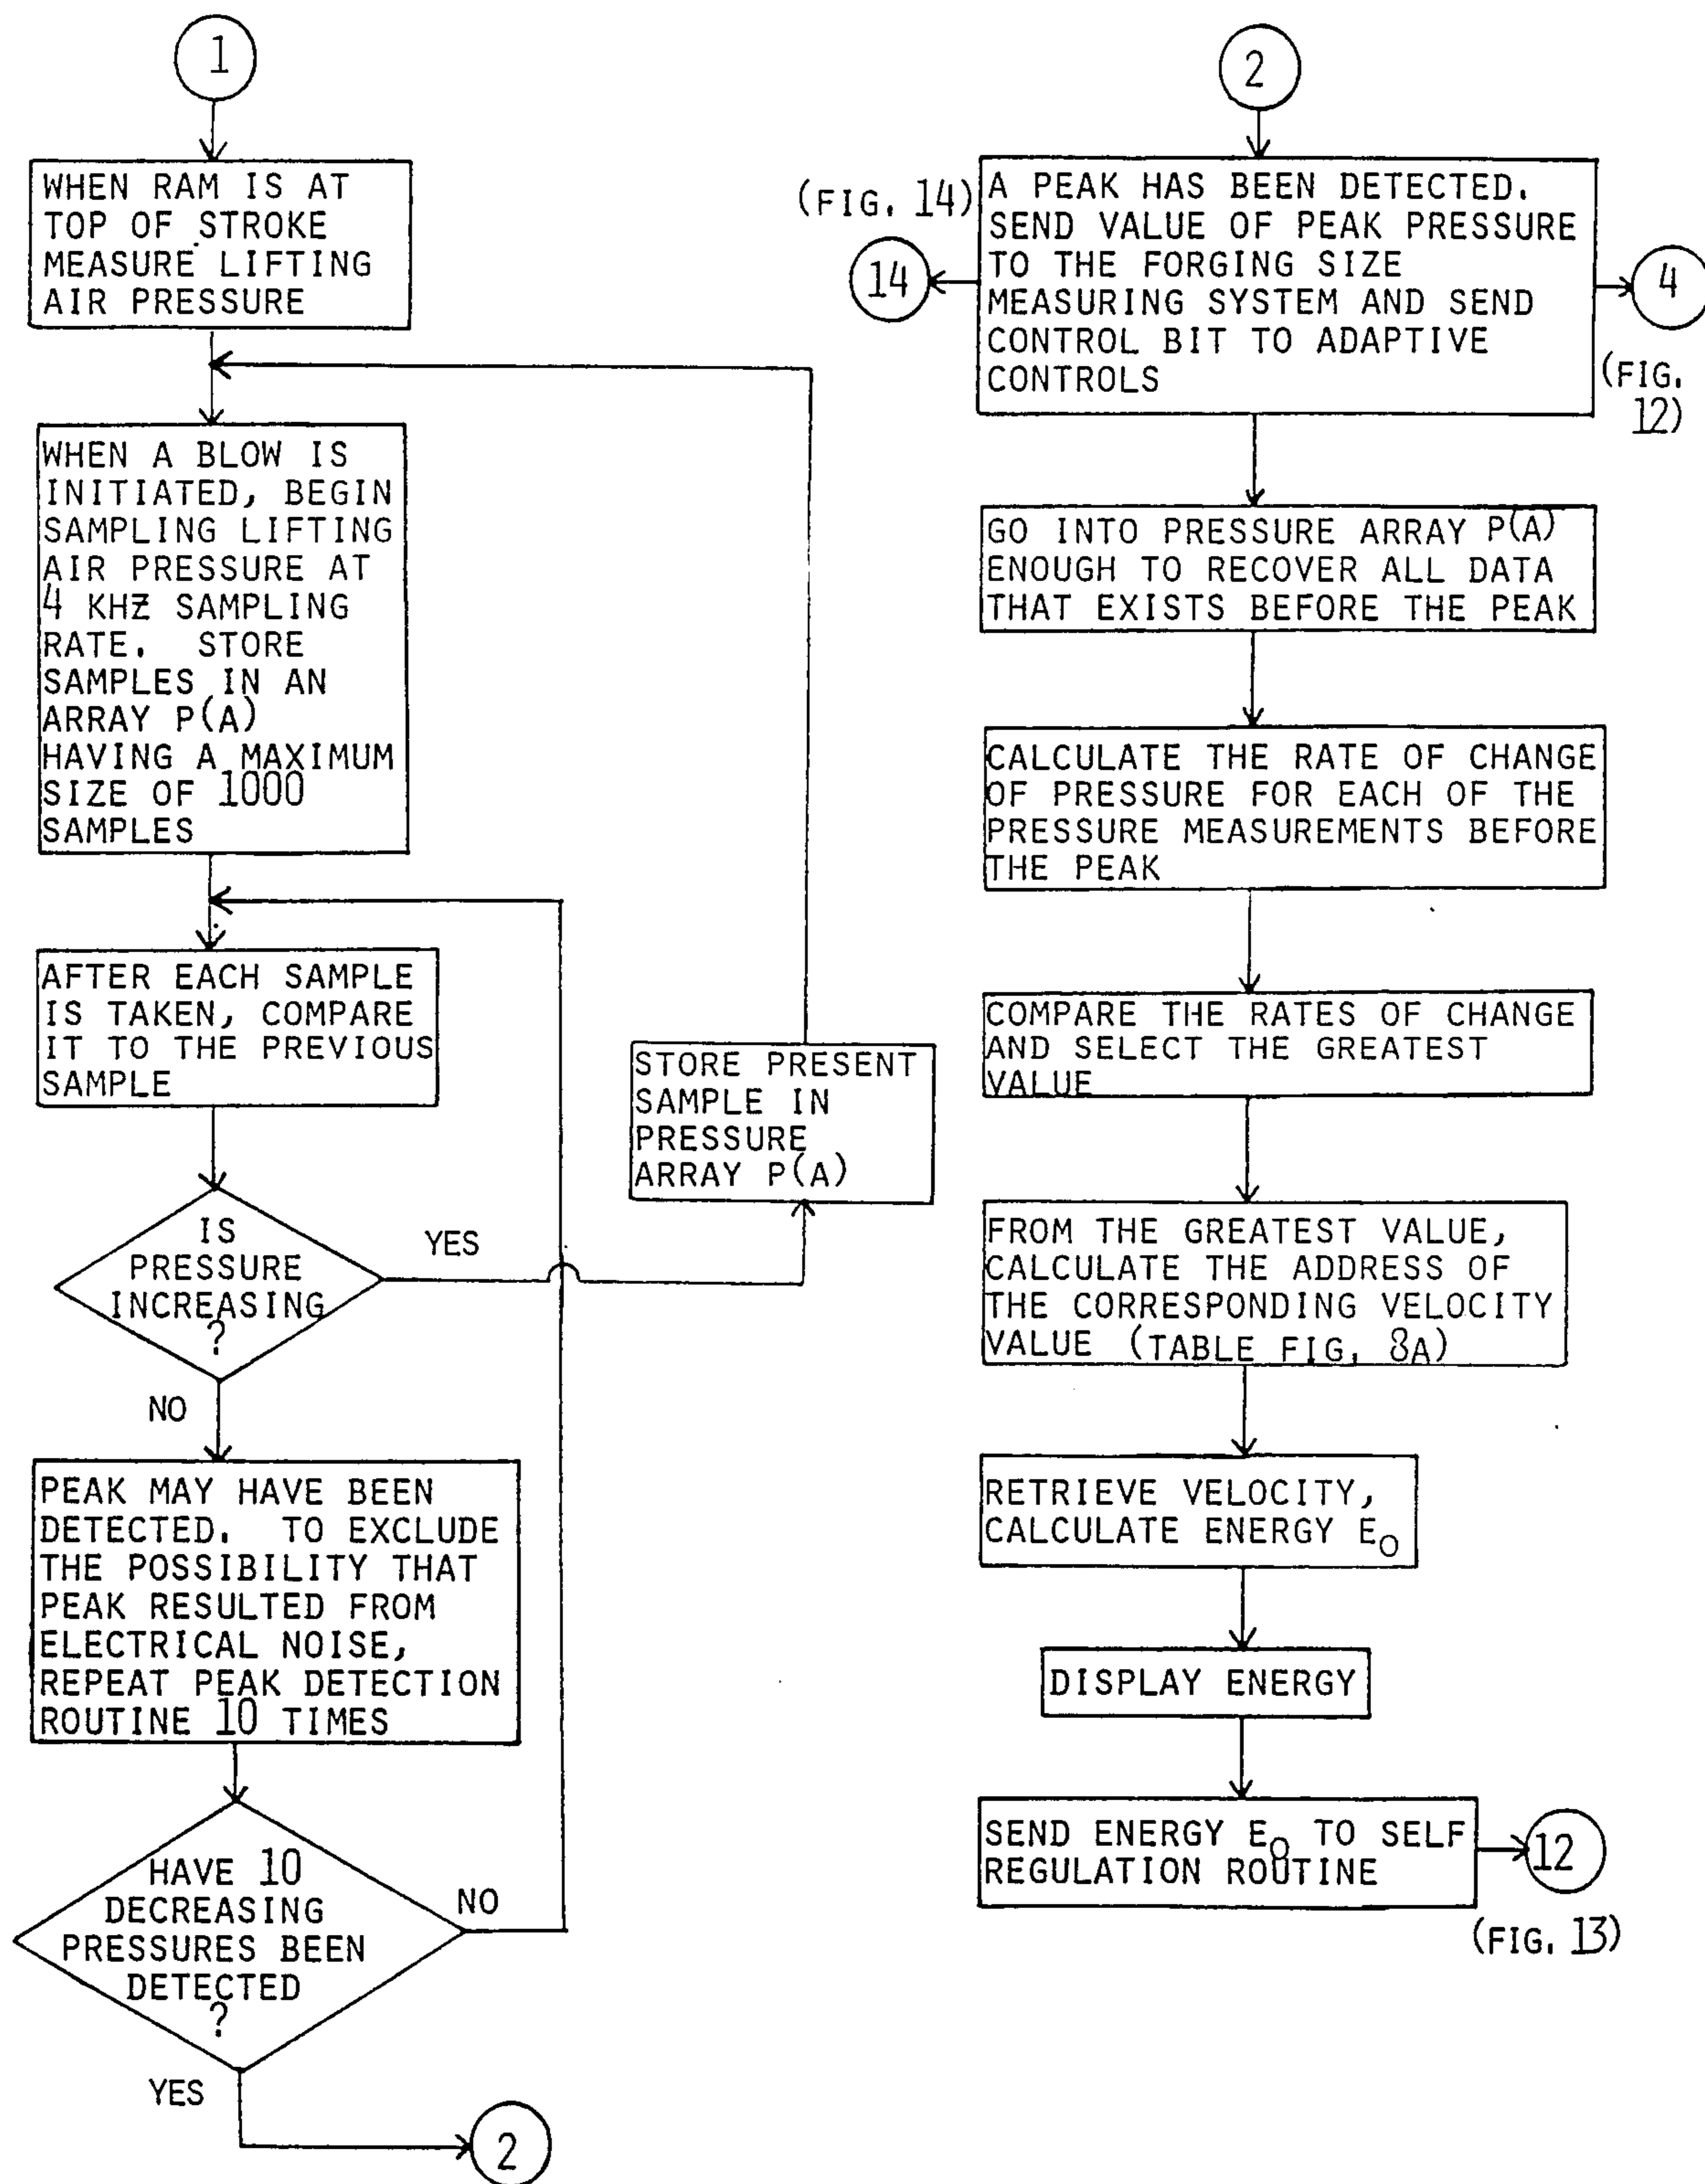 1
WHEN RAM IS AT
TOP OF STROKE
MEASURE LIFTING
AIR PRESSURE
WHEN A BLOW IS
INITIATED, BEGIN
SAMPLING LIFTING
AIR PRESSURE AT
4 KHZ SAMPLING
RATE. STORE
SAMPLES IN AN
ARRAY P(A)
HAVING A MAXIMUM
SIZE OF 1000
SAMPLES
AFTER EACH SAMPLE
IS TAKEN, COMPARE
IT TO THE PREVIOUS
SAMPLE
IS
PRESSURE
INCREASING
?
YES
STORE PRESENT
SAMPLE IN
PRESSURE
ARRAY P(A)
NO
PEAK MAY HAVE BEEN
DETECTED. TO EXCLUDE
THE POSSIBILITY THAT
PEAK RESULTED FROM
ELECTRICAL NOISE,
REPEAT PEAK DETECTION
ROUTINE 10 TIMES
HAVE 10
DECREASING
PRESSURES BEEN
DETECTED
?
NO
YES
2
2
A PEAK HAS BEEN DETECTED.
SEND VALUE OF PEAK PRESSURE
TO THE FORGING SIZE
MEASURING SYSTEM AND SEND
CONTROL BIT TO ADAPTIVE
CONTROLS
(FIG. 14)
14
4
(FIG.
12)
GO INTO PRESSURE ARRAY P(A)
ENOUGH TO RECOVER ALL DATA
THAT EXISTS BEFORE THE PEAK
CALCULATE THE RATE OF CHANGE
OF PRESSURE FOR EACH OF THE
PRESSURE MEASUREMENTS BEFORE
THE PEAK
COMPARE THE RATES OF CHANGE
AND SELECT THE GREATEST
VALUE
FROM THE GREATEST VALUE,
CALCULATE THE ADDRESS OF
THE CORRESPONDING VELOCITY
VALUE (TABLE FIG. 8A)
RETRIEVE VELOCITY,
CALCULATE ENERGY EO
DISPLAY ENERGY
SEND ENERGY EO TO SELF
REGULATION ROUTINE
12
(FIG. 13)